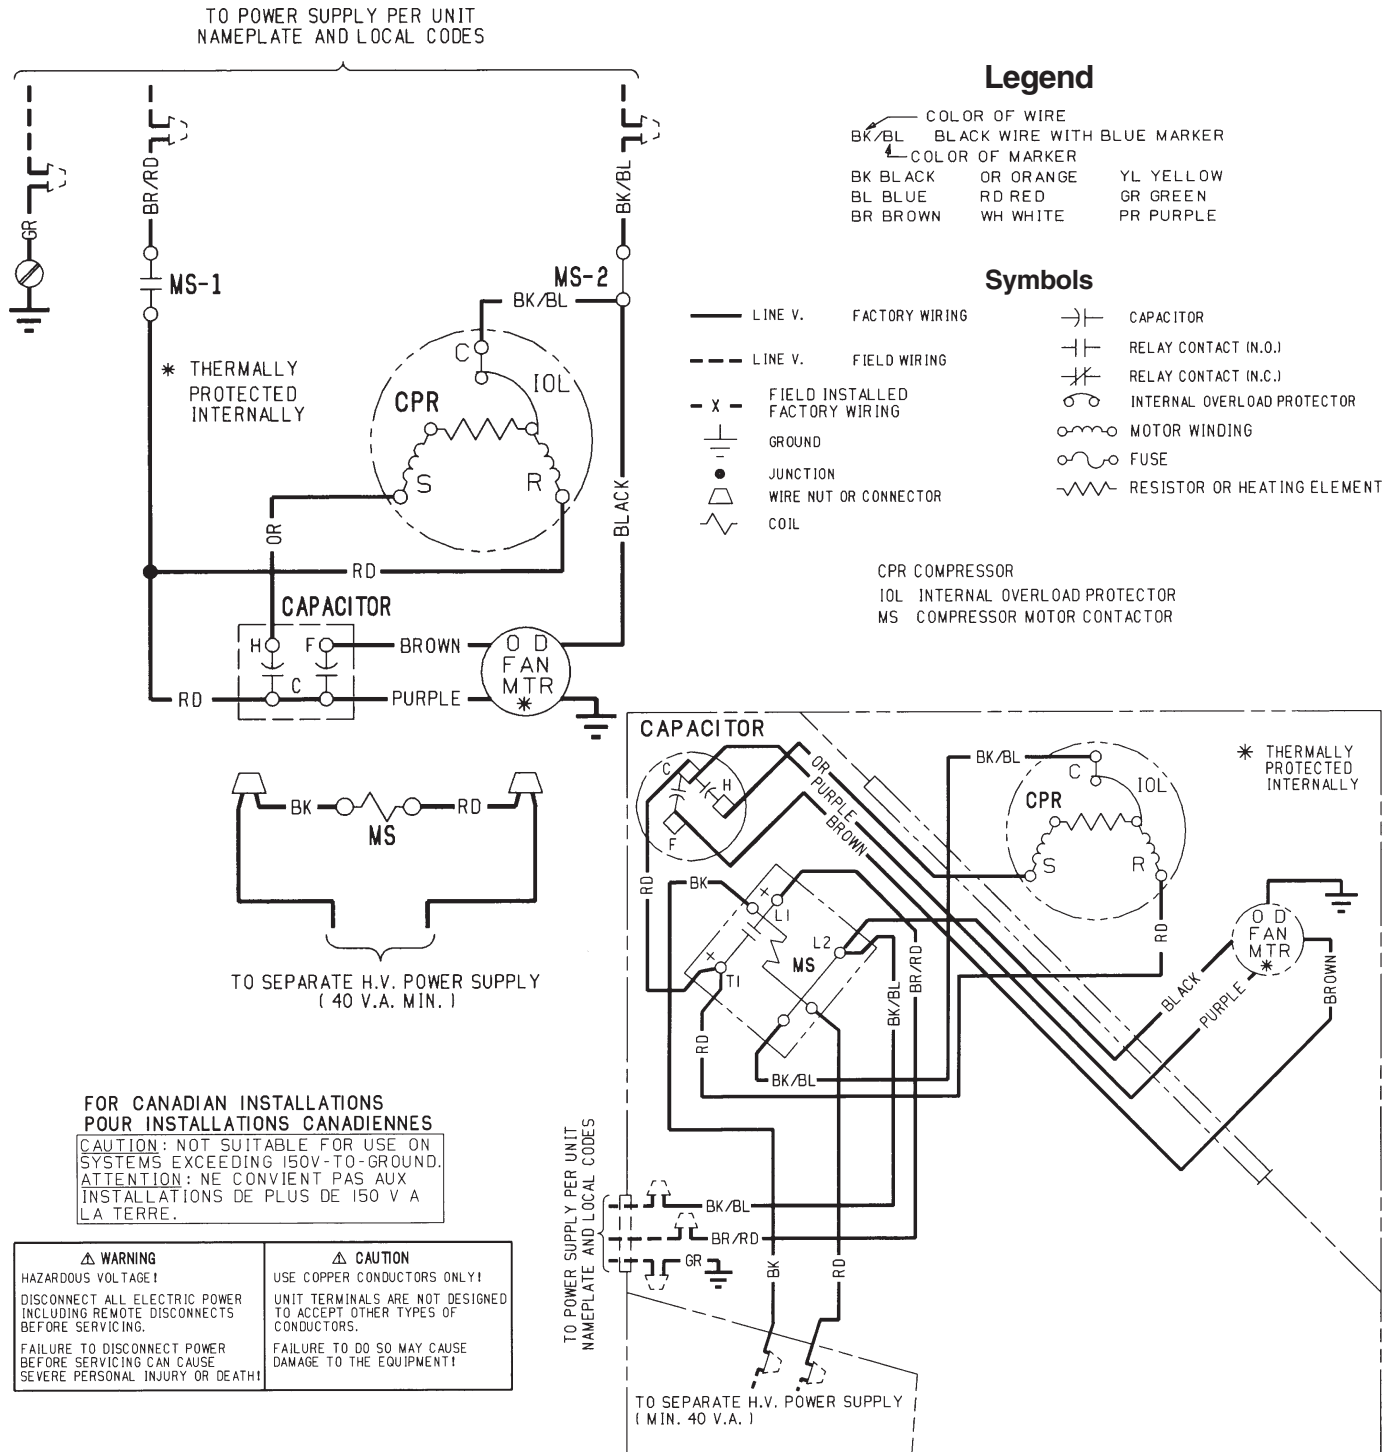 TO POWER SUPPLY PER UNIT
NAMEPLATE AND LOCAL CODES
GR
BR/RD
BK/BL
MS-1
MS-2
BK/BL
* THERMALLY
PROTECTED
INTERNALLY
C
IOL
CPR
S
R
OR
BLACK
RD
CAPACITOR
H
F
BROWN
O D
FAN
MTR
*
RD
C
PURPLE
BK
RD
MS
TO SEPARATE H.V. POWER SUPPLY
( 40 V.A. MIN. )
Legend
COLOR OF WIRE
BK/BL BLACK WIRE WITH BLUE MARKER
COLOR OF MARKER
BK BLACK OR ORANGE YL YELLOW
BL BLUE RD RED GR GREEN
BR BROWN WH WHITE PR PURPLE
Symbols
LINE V. FACTORY WIRING
LINE V. FIELD WIRING
X FIELD INSTALLED
FACTORY WIRING
GROUND
JUNCTION
WIRE NUT OR CONNECTOR
COIL
CAPACITOR
RELAY CONTACT (N.O.)
RELAY CONTACT (N.C.)
INTERNAL OVERLOAD PROTECTOR
MOTOR WINDING
FUSE
RESISTOR OR HEATING ELEMENT
CPR COMPRESSOR
IOL INTERNAL OVERLOAD PROTECTOR
MS COMPRESSOR MOTOR CONTACTOR
CAPACITOR
C
H
F
OR
PURPLE
BROWN
BK/BL
C
IOL
CPR
S
R
* THERMALLY
PROTECTED
INTERNALLY
RD
BK
+
L1
L2
MS
+
T1
RD
BK/BL
BR/RD
BK/BL
RD
O D
FAN
MTR
*
BLACK
PURPLE
BROWN
TO POWER SUPPLY PER UNIT
NAMEPLATE AND LOCAL CODES
BK/BL
BR/RD
GR
BK
RD
TO SEPARATE H.V. POWER SUPPLY
( MIN. 40 V.A. )
FOR CANADIAN INSTALLATIONS
POUR INSTALLATIONS CANADIENNES
CAUTION: NOT SUITABLE FOR USE ON
SYSTEMS EXCEEDING 150V-TO-GROUND.
ATTENTION: NE CONVIENT PAS AUX
INSTALLATIONS DE PLUS DE 150 V A
LA TERRE.
⚠ WARNING
HAZARDOUS VOLTAGE!
DISCONNECT ALL ELECTRIC POWER
INCLUDING REMOTE DISCONNECTS
BEFORE SERVICING.
FAILURE TO DISCONNECT POWER
BEFORE SERVICING CAN CAUSE
SEVERE PERSONAL INJURY OR DEATH!
⚠ CAUTION
USE COPPER CONDUCTORS ONLY!
UNIT TERMINALS ARE NOT DESIGNED
TO ACCEPT OTHER TYPES OF
CONDUCTORS.
FAILURE TO DO SO MAY CAUSE
DAMAGE TO THE EQUIPMENT!